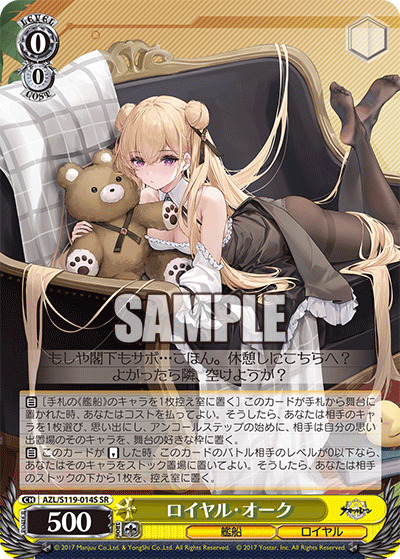 LEVEL
0
0
COST
SAMPLE
もしや閣下もサボ…ごほん。休憩しにこちらへ？
よかったら隣、空けようか？
自［手札の《艦船》のキャラを1枚控え室に置く］このカードが手札から舞台に
置かれた時、あなたはコストを払ってよい。そうしたら、あなたは相手のキャ
ラを1枚選び、思い出にし、アンコールステップの始めに、相手は自分の思い
出置場のそのキャラを、舞台の好きな枠に置く。
自 このカードが した時、このカードのバトル相手のレベルが0以下なら、
あなたはそのキャラをストック置場に置いてよい。そうしたら、あなたは相手
のストックの下から1枚を、控え室に置く。
CH AZL/S119-014S SR
500
ロイヤル・オーク
アズールレーン
艦船
ロイヤル
© 2017 Manjuu Co.,Ltd. & YongShi Co.,Ltd. All Rights Reserved. © 2017 Yostar, Inc. All Rights Reserved.